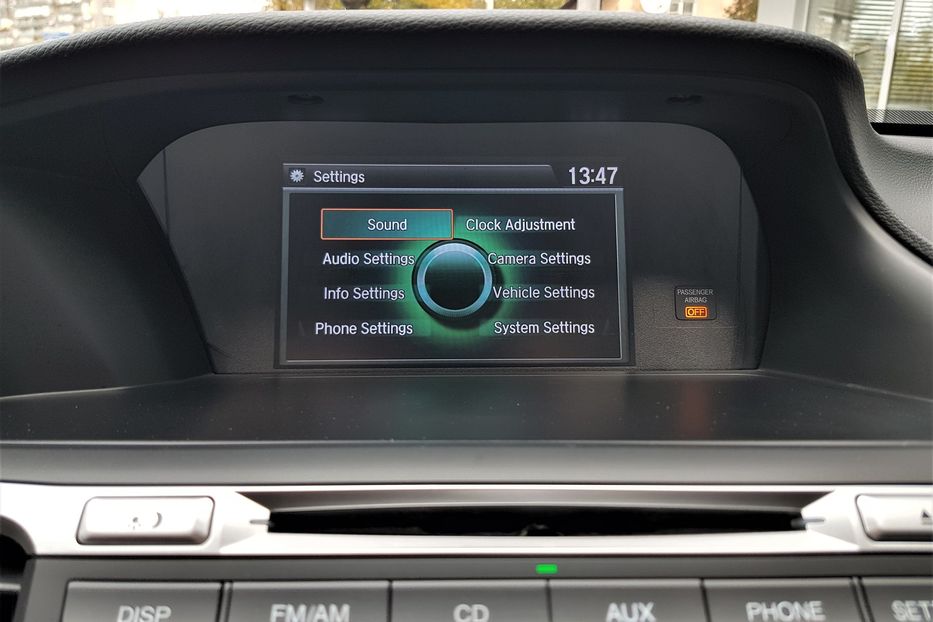 Settings
13:47
Sound
Clock Adjustment
Audio Settings
Camera Settings
Info Settings
Vehicle Settings
Phone Settings
System Settings
PASSENGER
AIRBAG
OFF
DISP
FM/AM
CD
AUX
PHONE